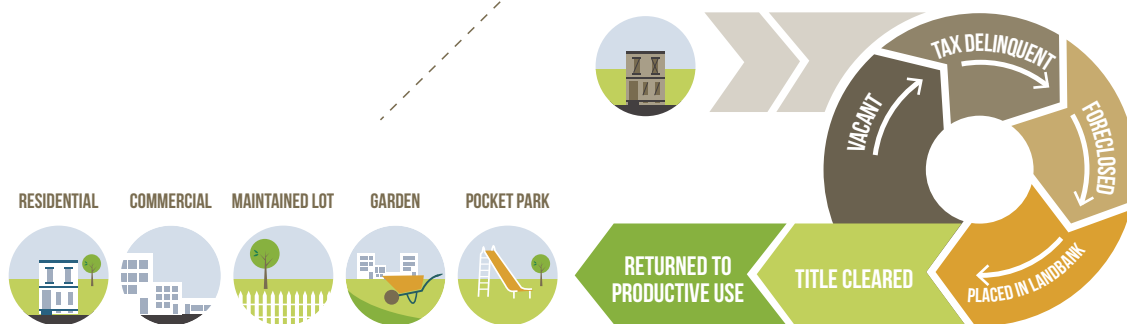 RESIDENTIAL
COMMERCIAL
MAINTAINED LOT
GARDEN
POCKET PARK
VACANT
TAX DELINQUENT
FORECLOSED
PLACED IN LANDBANK
TITLE CLEARED
RETURNED TO
PRODUCTIVE USE